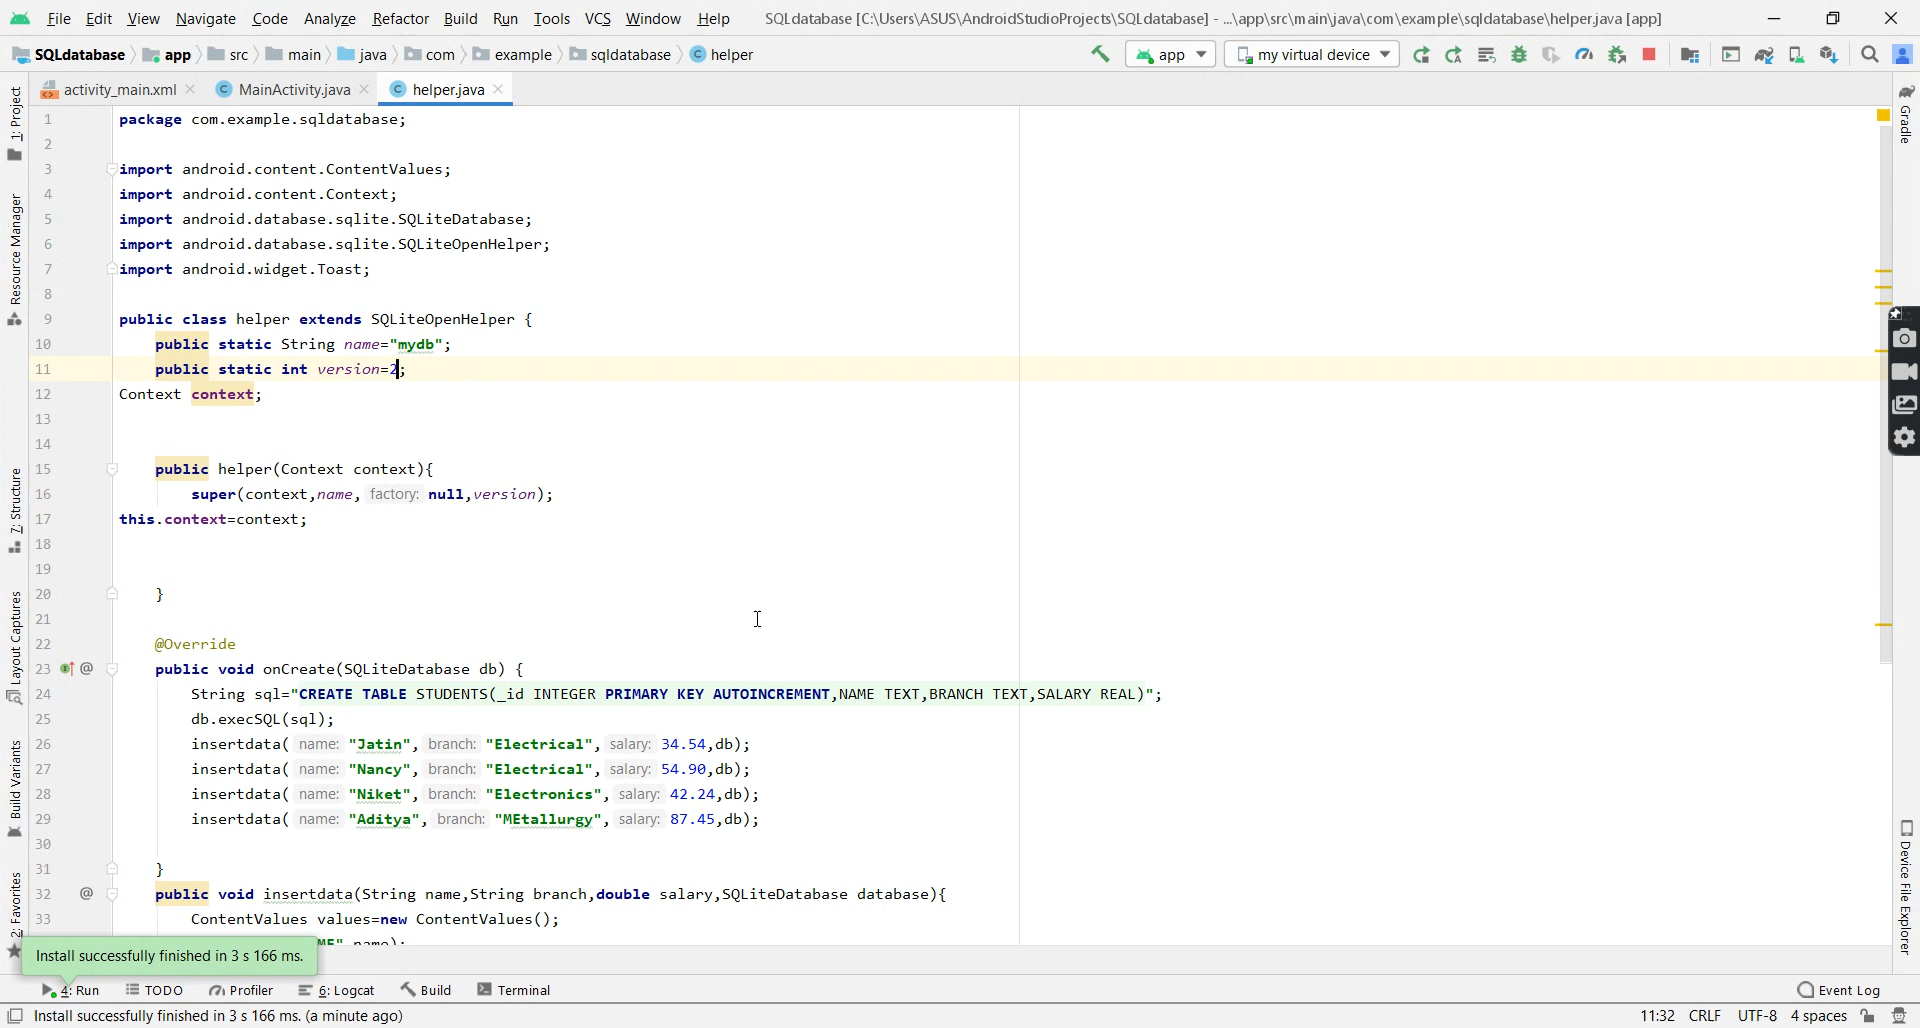 File Edit View Navigate Code Analyze Refactor Build Run Tools VCS Window Help SQLdatabase [C:\Users\ASUS\AndroidStudioProjects\SQLdatabase] - ...\app\src\main\java\com\example\sqldatabase\helper.java [app]
SQLdatabase app src main java com example sqldatabase helper app my virtual device
activity_main.xml MainActivity.java helper.java
1: Project
Resource Manager
7: Structure
Layout Captures
Build Variants
2: Favorites
Gradle
Device File Explorer
1 package com.example.sqldatabase;
2
3 import android.content.ContentValues;
4 import android.content.Context;
5 import android.database.sqlite.SQLiteDatabase;
6 import android.database.sqlite.SQLiteOpenHelper;
7 import android.widget.Toast;
8
9 public class helper extends SQLiteOpenHelper {
10 public static String name="mydb";
11 public static int version=2;
12 Context context;
13
14
15 public helper(Context context){
16 super(context,name, factory: null,version);
17 this.context=context;
18
19
20 }
21
22 @Override
23 public void onCreate(SQLiteDatabase db) {
24 String sql="CREATE TABLE STUDENTS(_id INTEGER PRIMARY KEY AUTOINCREMENT,NAME TEXT,BRANCH TEXT,SALARY REAL)";
25 db.execSQL(sql);
26 insertdata( name: "Jatin", branch: "Electrical", salary: 34.54,db);
27 insertdata( name: "Nancy", branch: "Electrical", salary: 54.90,db);
28 insertdata( name: "Niket", branch: "Electronics", salary: 42.24,db);
29 insertdata( name: "Aditya", branch: "MEtallurgy", salary: 87.45,db);
30
31 }
32 public void insertdata(String name,String branch,double salary,SQLiteDatabase database){
33 ContentValues values=new ContentValues();
Install successfully finished in 3 s 166 ms.
4: Run TODO Profiler 6: Logcat Build Terminal Event Log
Install successfully finished in 3 s 166 ms. (a minute ago) 11:32 CRLF UTF-8 4 spaces